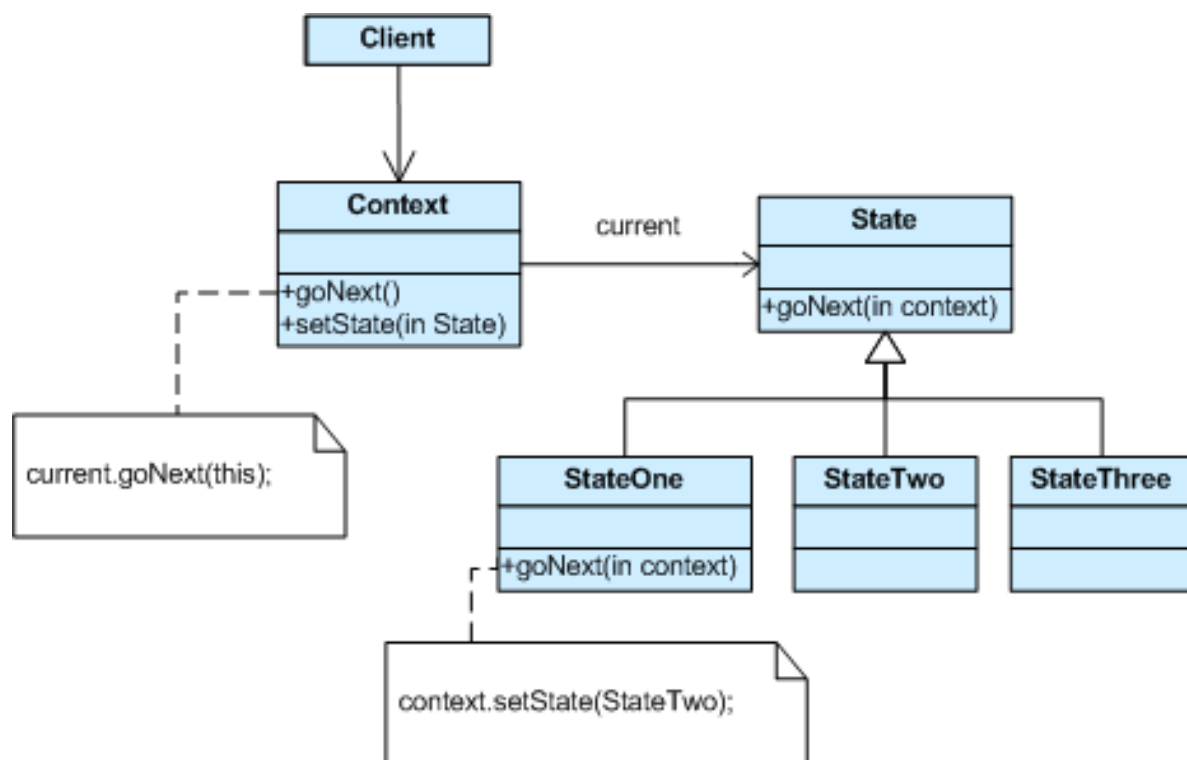 Client
Context
+goNext()
+setState(in State)
current
State
+goNext(in context)
current.goNext(this);
StateOne
+goNext(in context)
StateTwo
StateThree
context.setState(StateTwo);